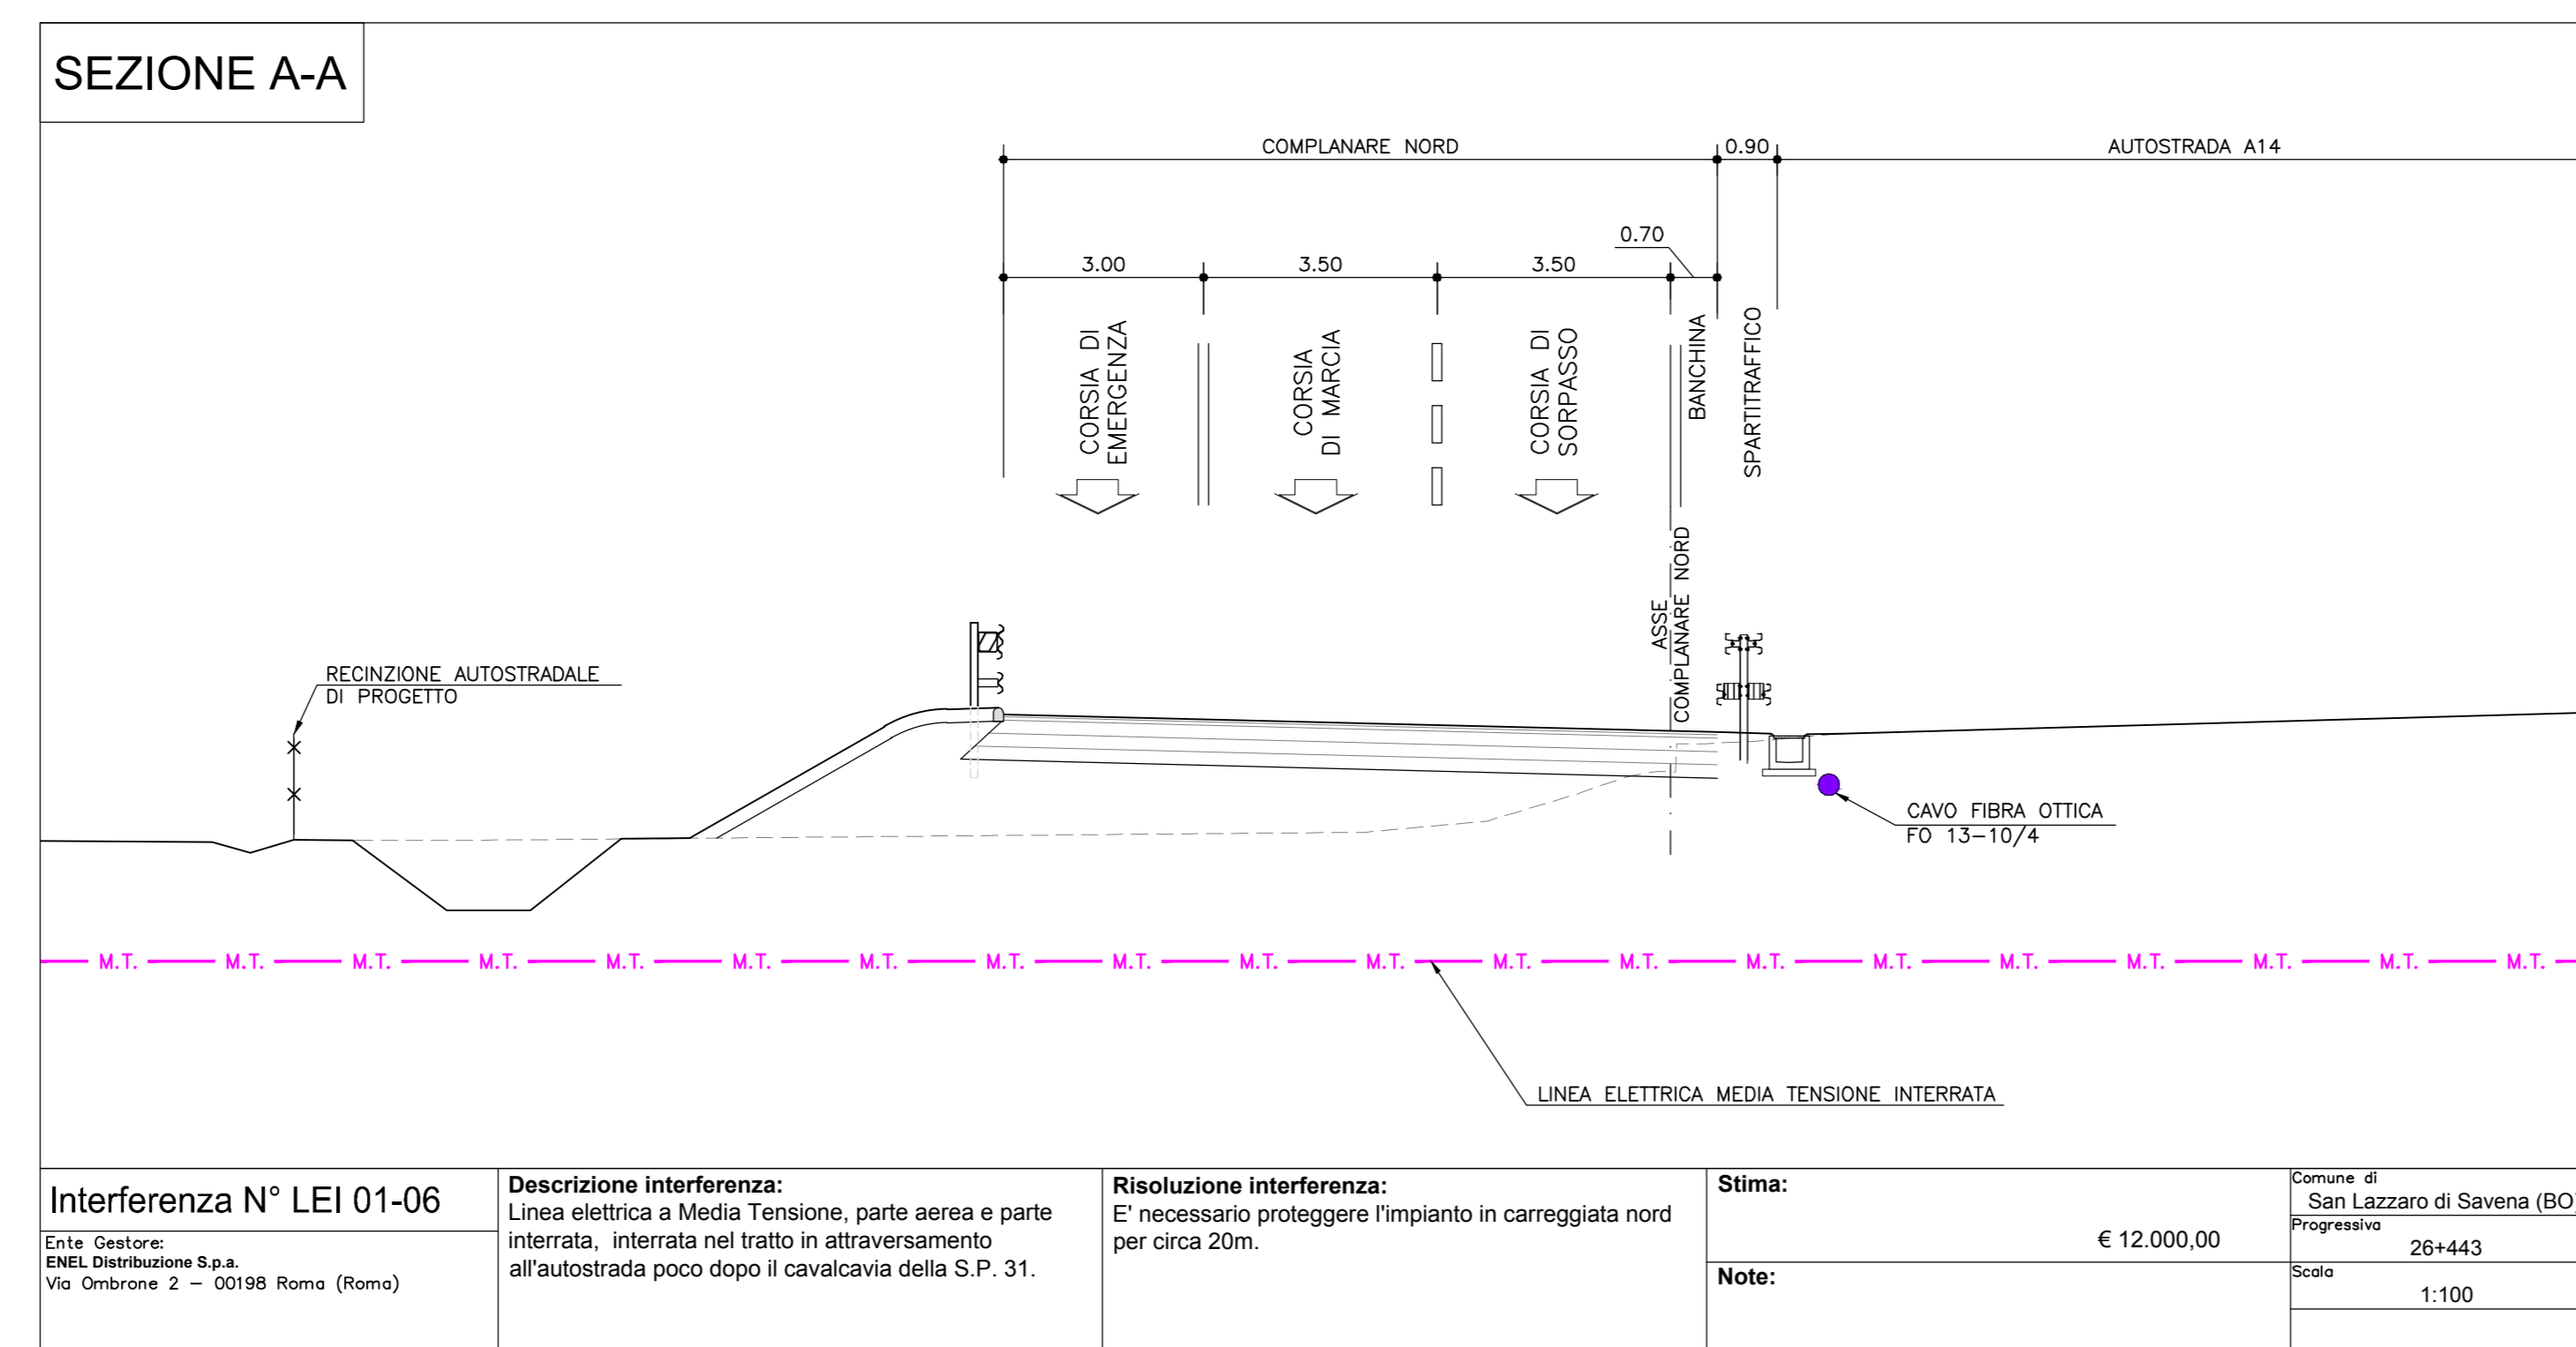 SEZIONE A-A
COMPLANARE NORD
0.90
AUTOSTRADA A14
0.70
3.00
3.50
3.50
CORSIA DI
EMERGENZA
CORSIA
DI MARCIA
CORSIA DI
SORPASSO
BANCHINA
SPARTITRAFFICO
ASSE
COMPLANARE NORD
RECINZIONE AUTOSTRADALE
DI PROGETTO
CAVO FIBRA OTTICA
FO 13-10/4
M.T. M.T. M.T. M.T. M.T. M.T. M.T. M.T. M.T. M.T. M.T. M.T. M.T. M.T. M.T. M.T. M.T. M.T. M.T. M.T.
LINEA ELETTRICA MEDIA TENSIONE INTERRATA
Interferenza N° LEI 01-06
Ente Gestore:
ENEL Distribuzione S.p.a.
Via Ombrone 2 - 00198 Roma (Roma)
Descrizione interferenza:
Linea elettrica a Media Tensione, parte aerea e parte
interrata, interrata nel tratto in attraversamento
all'autostrada poco dopo il cavalcavia della S.P. 31.
Risoluzione interferenza:
E' necessario proteggere l'impianto in carreggiata nord
per circa 20m.
Stima:
€ 12.000,00
Note:
Comune di
San Lazzaro di Savena (BO)
Progressiva
26+443
Scala
1:100